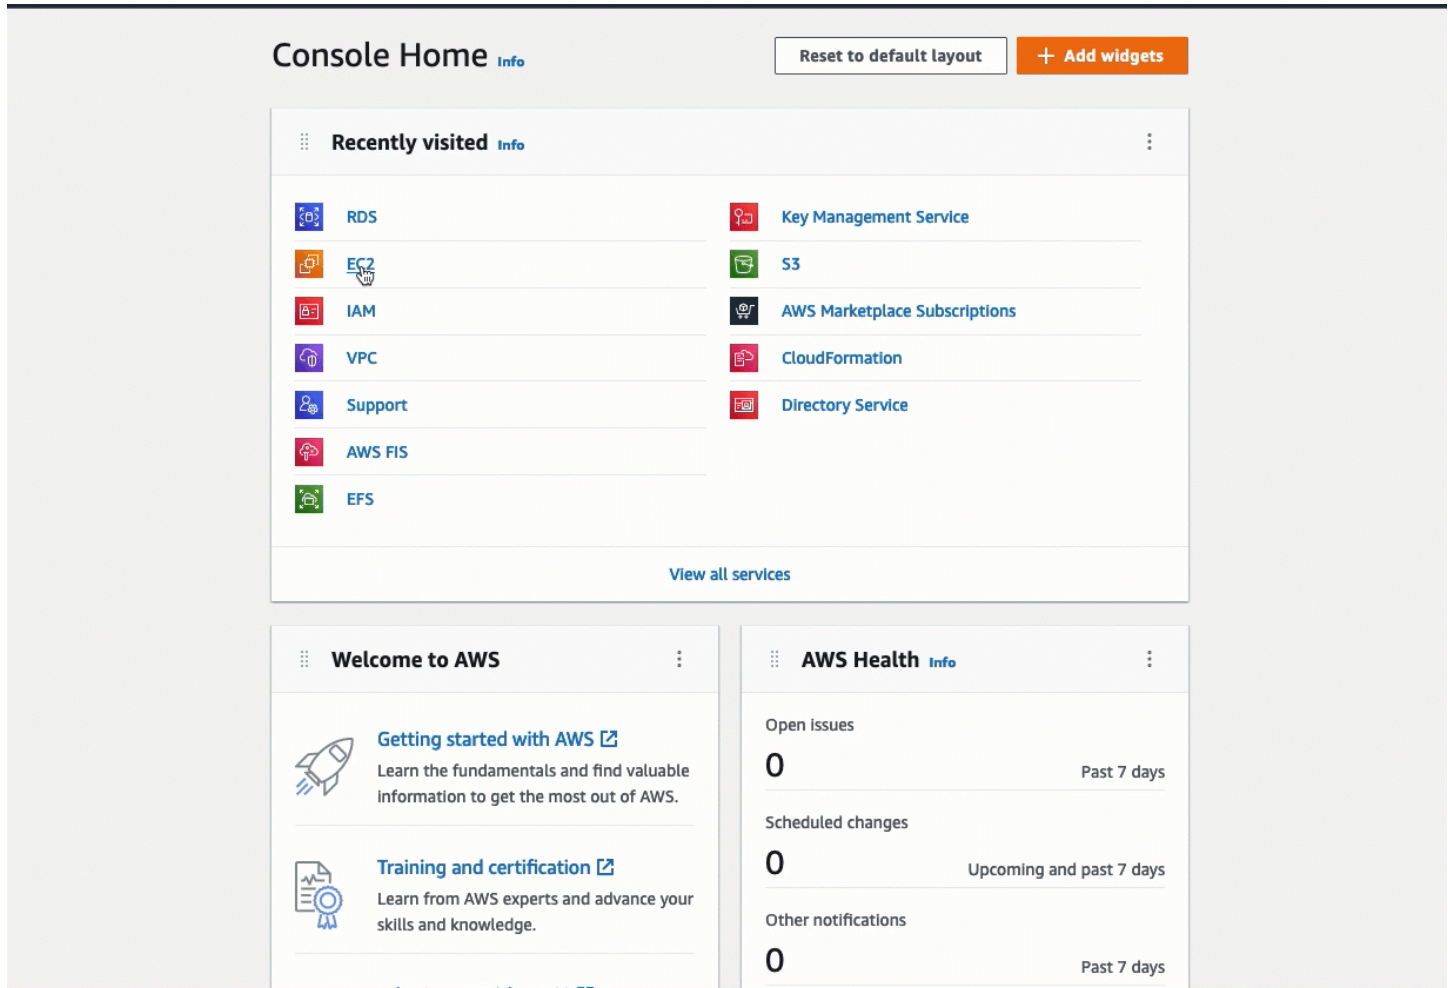 Console Home Info
Reset to default layout
+ Add widgets
Recently visited Info
RDS
EC2
IAM
VPC
Support
AWS FIS
EFS
Key Management Service
S3
AWS Marketplace Subscriptions
CloudFormation
Directory Service
View all services
Welcome to AWS
Getting started with AWS
Learn the fundamentals and find valuable
information to get the most out of AWS.
Training and certification
Learn from AWS experts and advance your
skills and knowledge.
AWS Health Info
Open issues
0
Past 7 days
Scheduled changes
0
Upcoming and past 7 days
Other notifications
0
Past 7 days